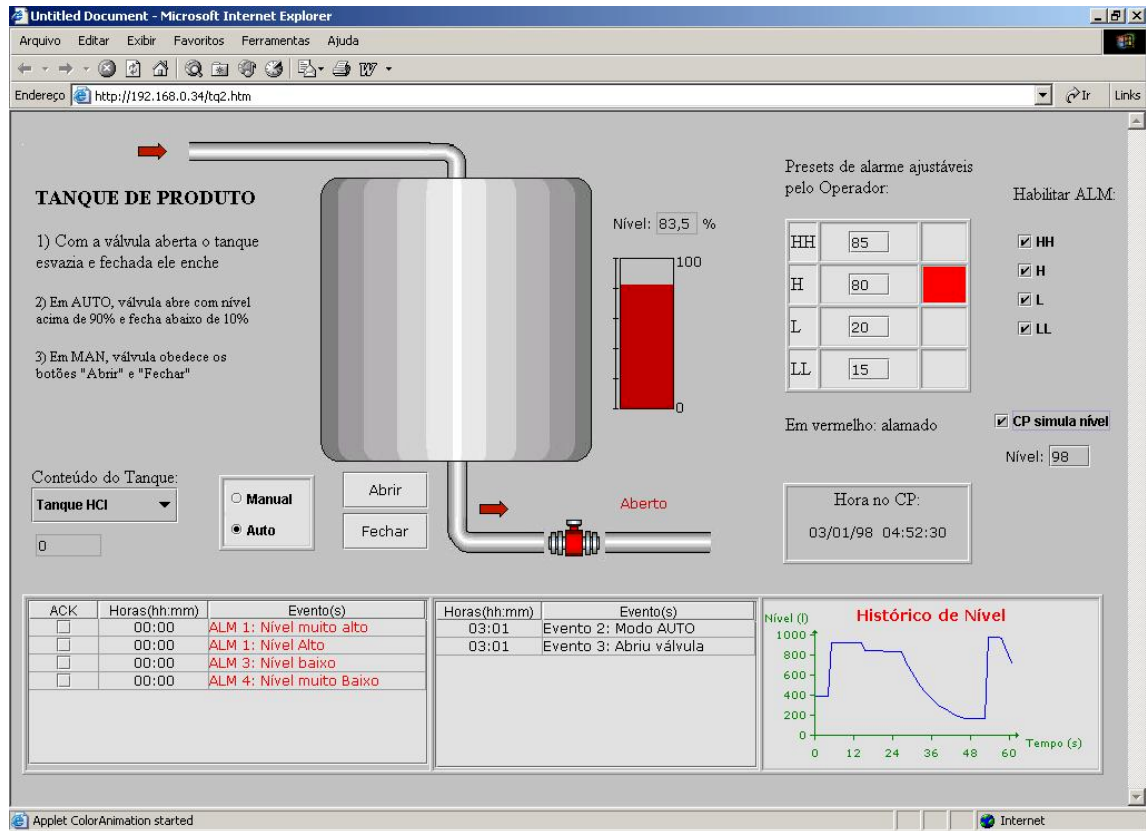 Untitled Document - Microsoft Internet Explorer
Arquivo Editar Exibir Favoritos Ferramentas Ajuda
Endereço http://192.168.0.34/tq2.htm Ir Links
TANQUE DE PRODUTO
1) Com a válvula aberta o tanque
esvazia e fechada ele enche
2) Em AUTO, válvula abre com nível
acima de 90% e fecha abaixo de 10%
3) Em MAN, válvula obedece os
botões "Abrir" e "Fechar"
Conteúdo do Tanque:
Tanque HCl
0
Manual
Auto
Abrir
Fechar
Nível: 83,5 %
100
0
Aberto
Presets de alarme ajustáveis
pelo Operador:
HH 85
H 80
L 20
LL 15
Em vermelho: alamado
Habilitar ALM:
HH
H
L
LL
CP simula nível
Nível: 98
Hora no CP:
03/01/98 04:52:30
ACK Horas(hh:mm) Evento(s)
00:00 ALM 1: Nível muito alto
00:00 ALM 1: Nível Alto
00:00 ALM 3: Nível baixo
00:00 ALM 4: Nível muito Baixo
Horas(hh:mm) Evento(s)
03:01 Evento 2: Modo AUTO
03:01 Evento 3: Abriu válvula
Histórico de Nível
Nível (l)
1000
800
600
400
200
0
0 12 24 36 48 60
Tempo (s)
Applet ColorAnimation started
Internet